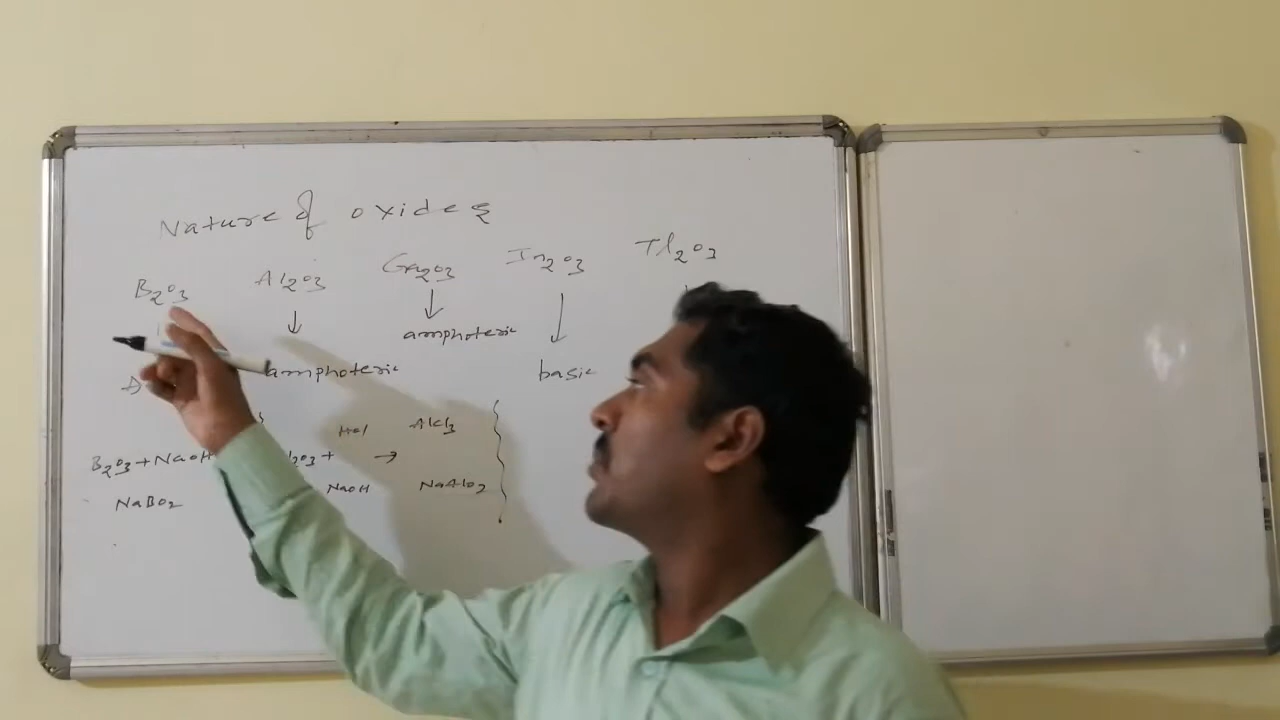 Nature of oxides
B2O3 Al2O3 Ga2O3 In2O3 Tl2O3
amphoteric
amphoteric basic
HCl AlCl3
B2O3+NaOH →
NaBO2 NaOH NaAlO2